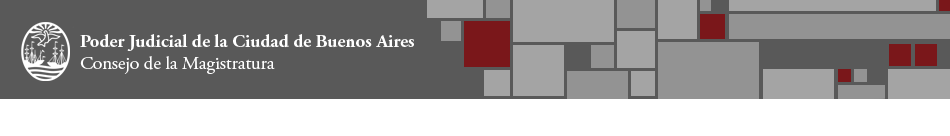 Poder Judicial de la Ciudad de Buenos Aires
Consejo de la Magistratura